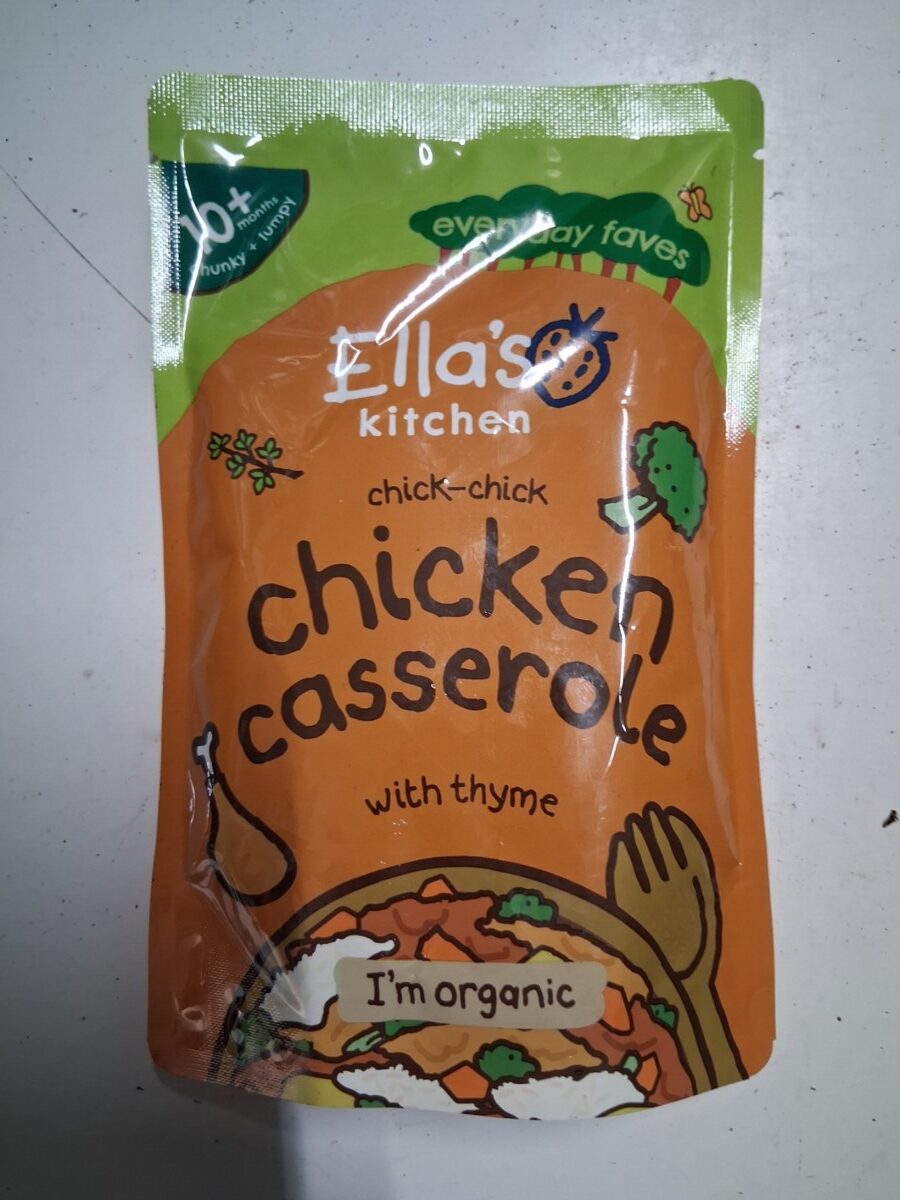 10+
months
chunky + lumpy
everyday faves
Ella's
kitchen
chick-chick
chicken
casserole
with thyme
I'm organic